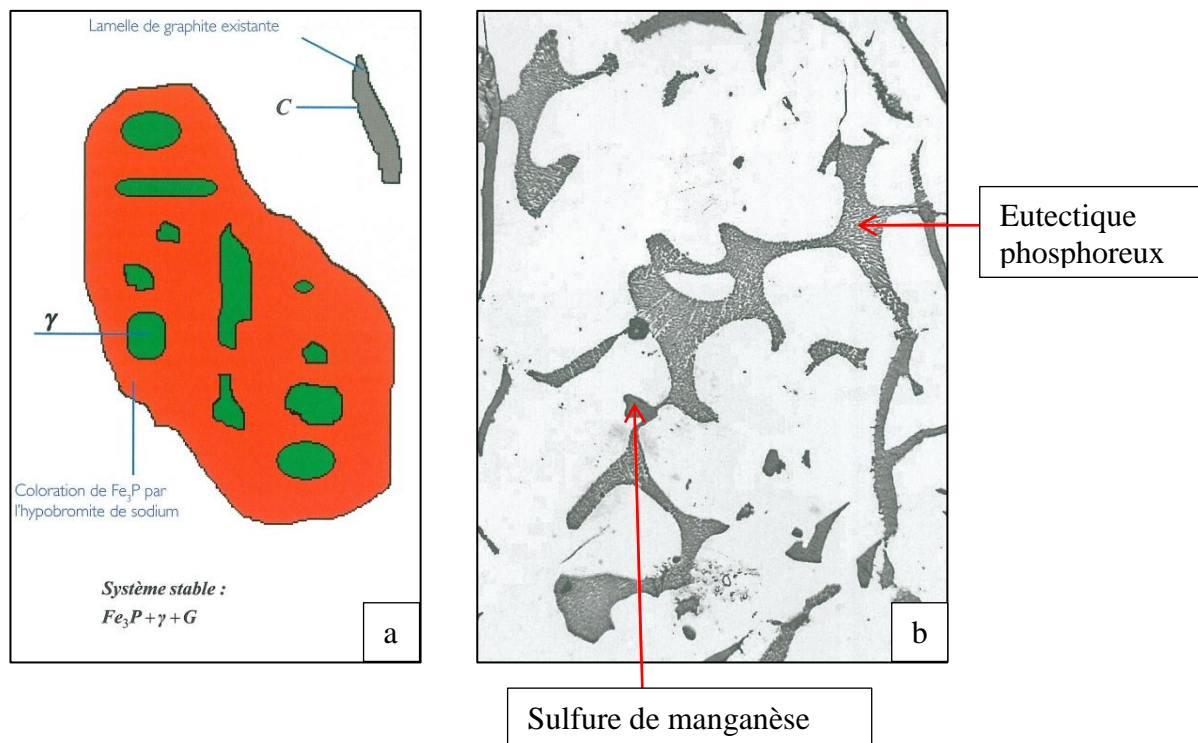 Lamelle de graphite existante
C
γ
Coloration de Fe₃P par
l'hypobromite de sodium
Système stable :
Fe₃P + γ + G
a
b
Eutectique
phosphoreux
Sulfure de manganèse